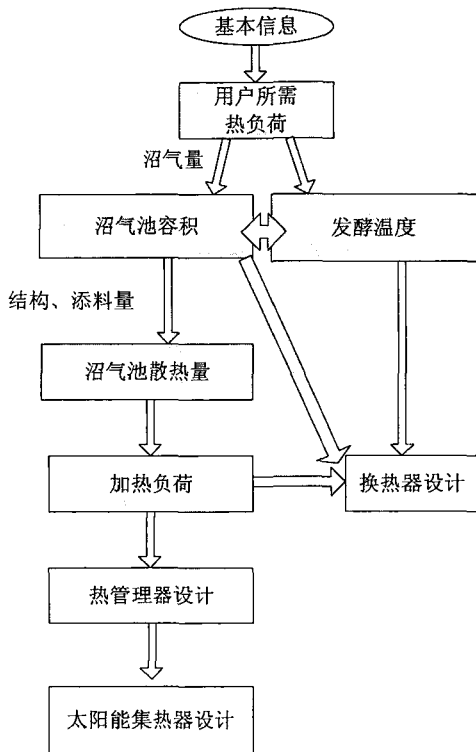 基本信息
用户所需
热负荷
沼气量
沼气池容积
发酵温度
结构、添料量
沼气池散热量
加热负荷
换热器设计
热管理器设计
太阳能集热器设计